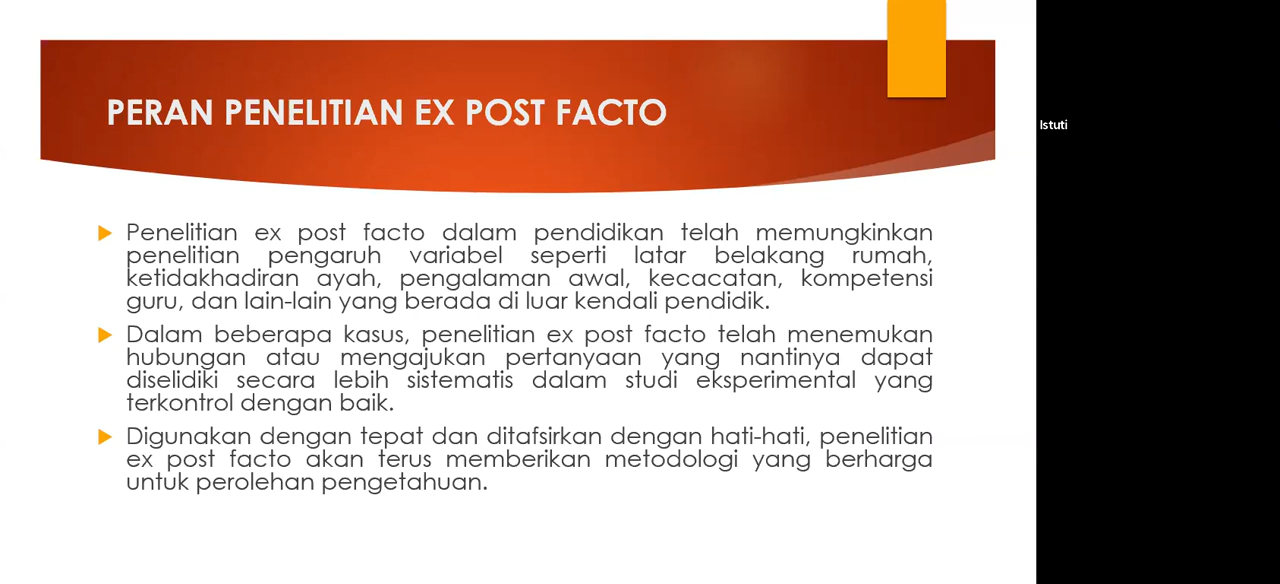 PERAN PENELITIAN EX POST FACTO
Istuti
Penelitian ex post facto dalam pendidikan telah memungkinkan
penelitian pengaruh variabel seperti latar belakang rumah,
ketidakhadiran ayah, pengalaman awal, kecacatan, kompetensi
guru, dan lain-lain yang berada di luar kendali pendidik.
Dalam beberapa kasus, penelitian ex post facto telah menemukan
hubungan atau mengajukan pertanyaan yang nantinya dapat
diselidiki secara lebih sistematis dalam studi eksperimental yang
terkontrol dengan baik.
Digunakan dengan tepat dan ditafsirkan dengan hati-hati, penelitian
ex post facto akan terus memberikan metodologi yang berharga
untuk perolehan pengetahuan.